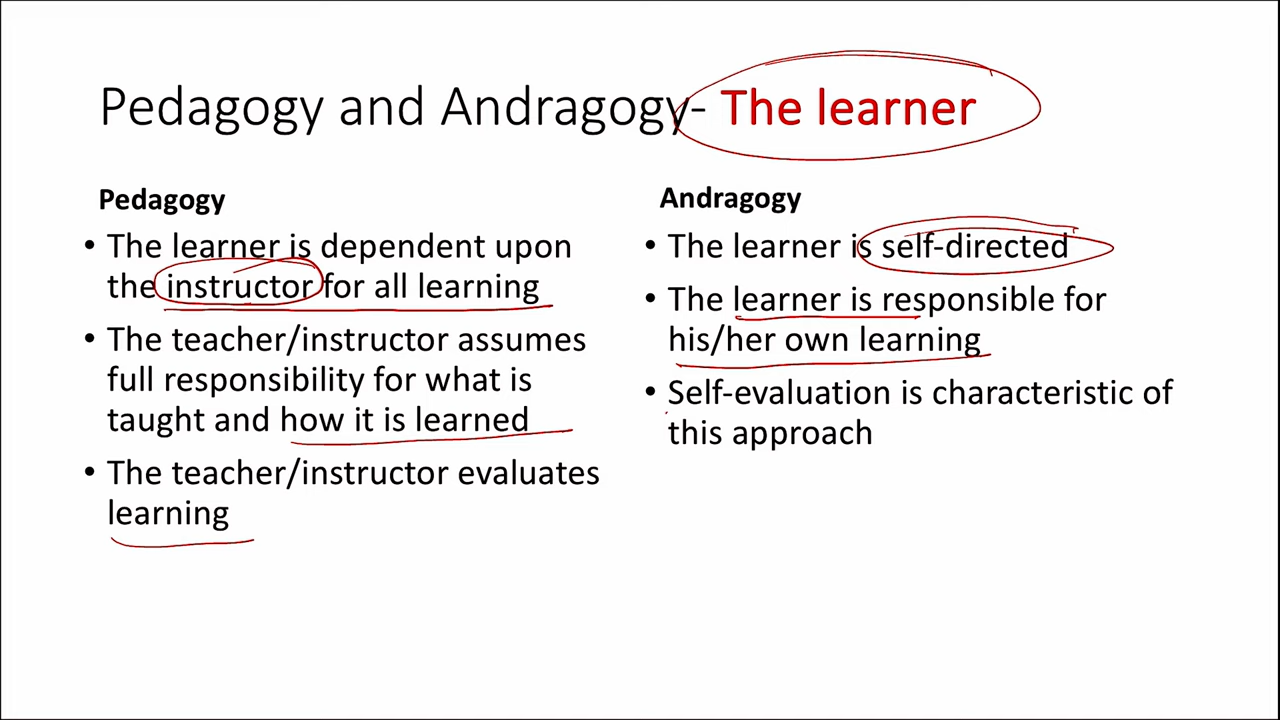 Pedagogy and Andragogy- The learner
Pedagogy
• The learner is dependent upon
the instructor for all learning
• The teacher/instructor assumes
full responsibility for what is
taught and how it is learned
• The teacher/instructor evaluates
learning
Andragogy
• The learner is self-directed
• The learner is responsible for
his/her own learning
• Self-evaluation is characteristic of
this approach